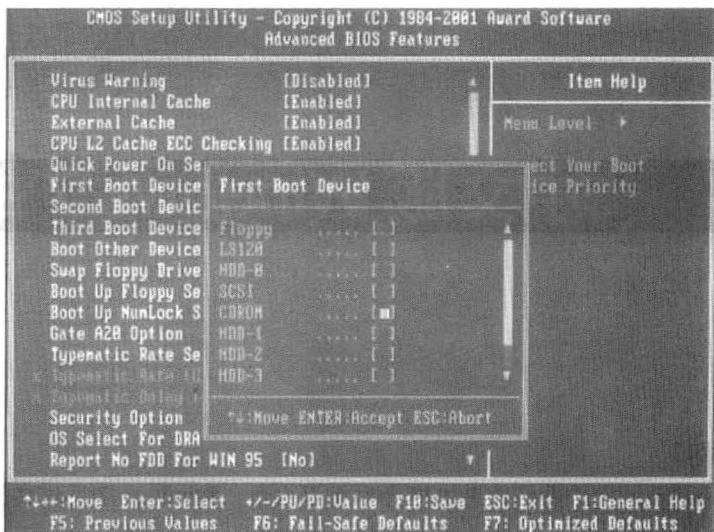 CMOS Setup Utility - Copyright (C) 1984-2001 Award Software
Advanced BIOS Features
Virus Warning [Disabled]
CPU Internal Cache [Enabled]
External Cache [Enabled]
CPU L2 Cache ECC Checking [Enabled]
Quick Power On Se
First Boot Device
Second Boot Devic
Third Boot Device
Boot Other Device
Swap Floppy Drive
Boot Up Floppy Se
Boot Up NumLock S
Gate A20 Option
Typematic Rate Se
x Typematic Rate (C
x Typematic Delay
Security Option
OS Select For DRA
Report No FDD For WIN 95 [No]
First Boot Device
Floppy ..... [ ]
LS120 ..... [ ]
HDD-0 ..... [ ]
SCSI ..... [ ]
CDROM ..... [■]
HDD-1 ..... [ ]
HDD-2 ..... [ ]
HDD-3 ..... [ ]
↑↓:Move ENTER:Accept ESC:Abort
Item Help
Menu Level ▸
ect Your Boot
ice Priority
↑↓→←:Move Enter:Select +/-/PU/PD:Value F10:Save ESC:Exit F1:General Help
F5: Previous Values F6: Fail-Safe Defaults F7: Optimized Defaults